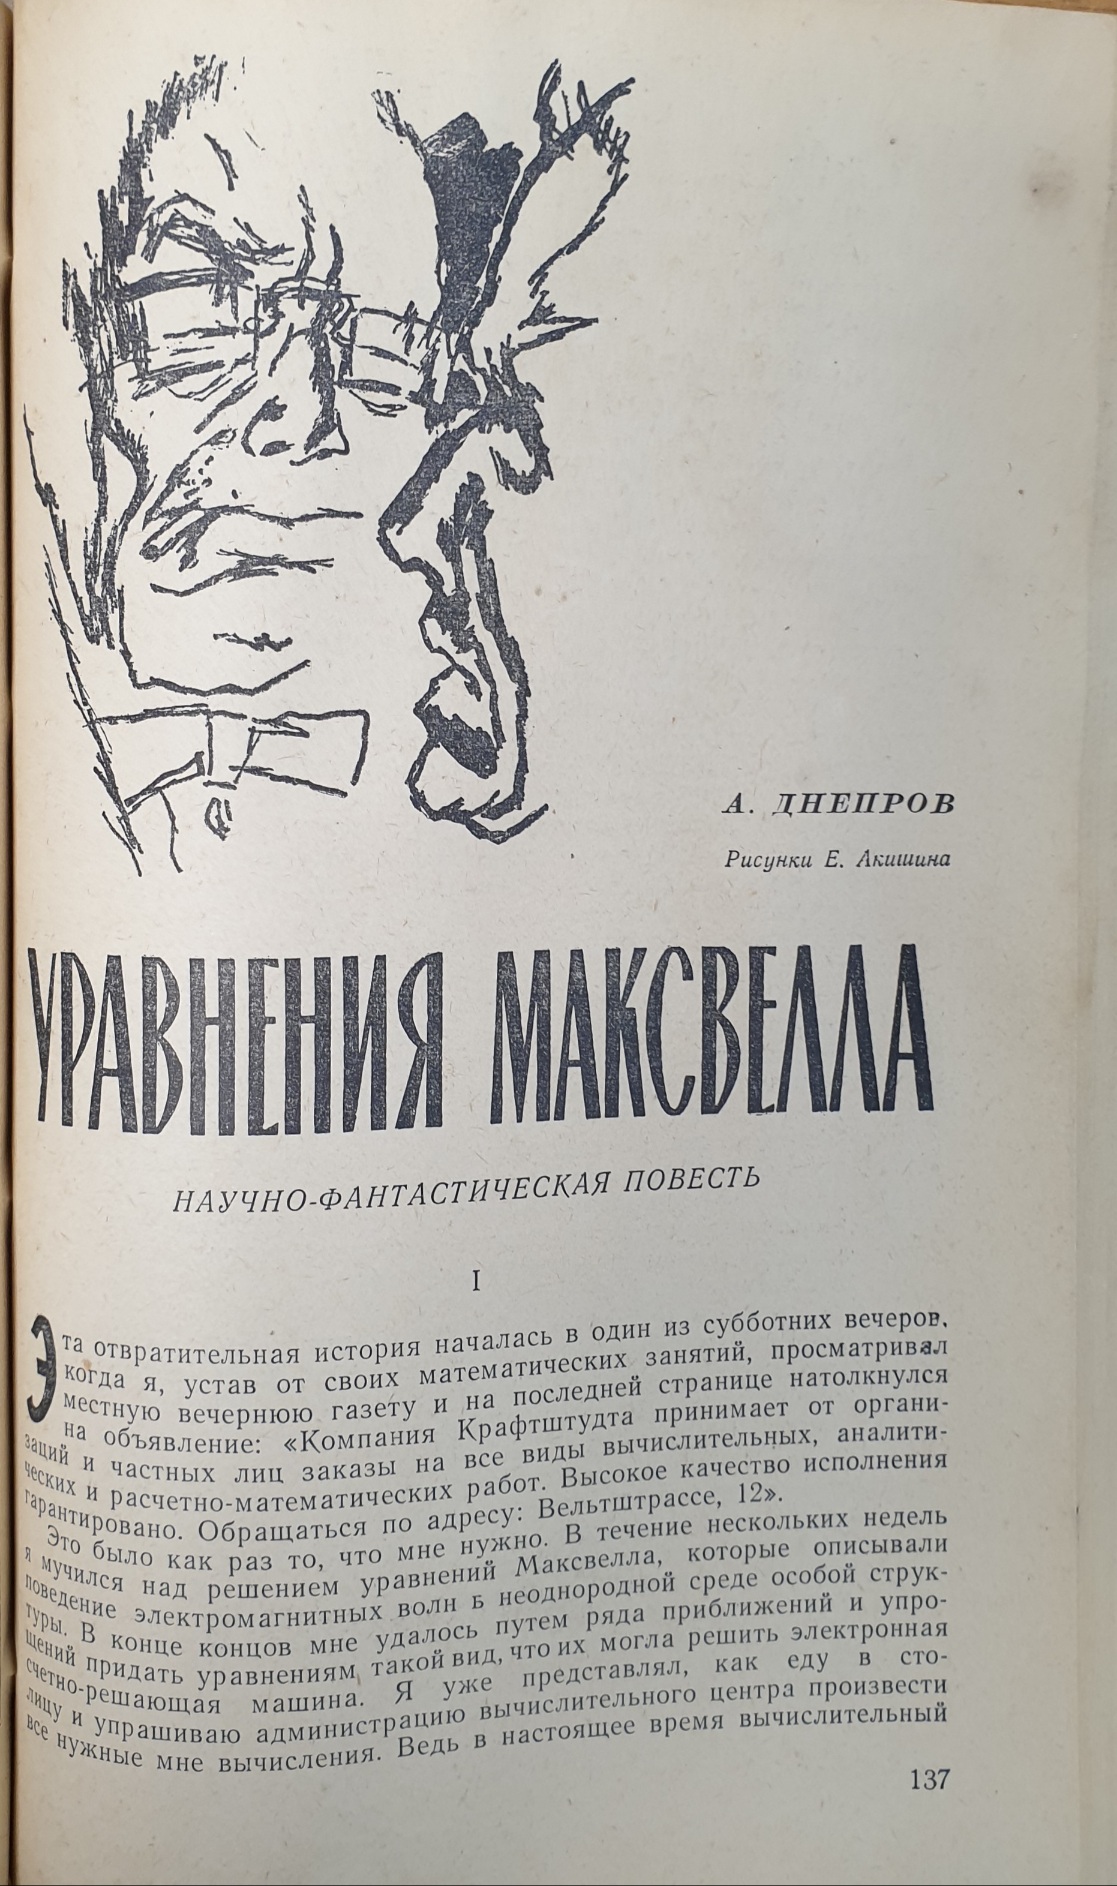 А. ДНЕПРОВ
Рисунки Е. Акишина
УРАВНЕНИЯ МАКСВЕЛЛА
НАУЧНО-ФАНТАСТИЧЕСКАЯ ПОВЕСТЬ
I
Эта отвратительная история началась в один из субботних вечеров,
когда я, устав от своих математических занятий, просматривал
местную вечернюю газету и на последней странице натолкнулся
на объявление: «Компания Крафтштудта принимает от органи-
заций и частных лиц заказы на все виды вычислительных, аналити-
ческих и расчетно-математических работ. Высокое качество исполнения
гарантировано. Обращаться по адресу: Вельтштрассе, 12».
Это было как раз то, что мне нужно. В течение нескольких недель
я мучился над решением уравнений Максвелла, которые описывали
поведение электромагнитных волн в неоднородной среде особой струк-
туры. В конце концов мне удалось путем ряда приближений и упро-
щений придать уравнениям такой вид, что их могла решить электронная
счетно-решающая машина. Я уже представлял, как еду в сто-
лицу и упрашиваю администрацию вычислительного центра произвести
все нужные мне вычисления. Ведь в настоящее время вычислительный
137